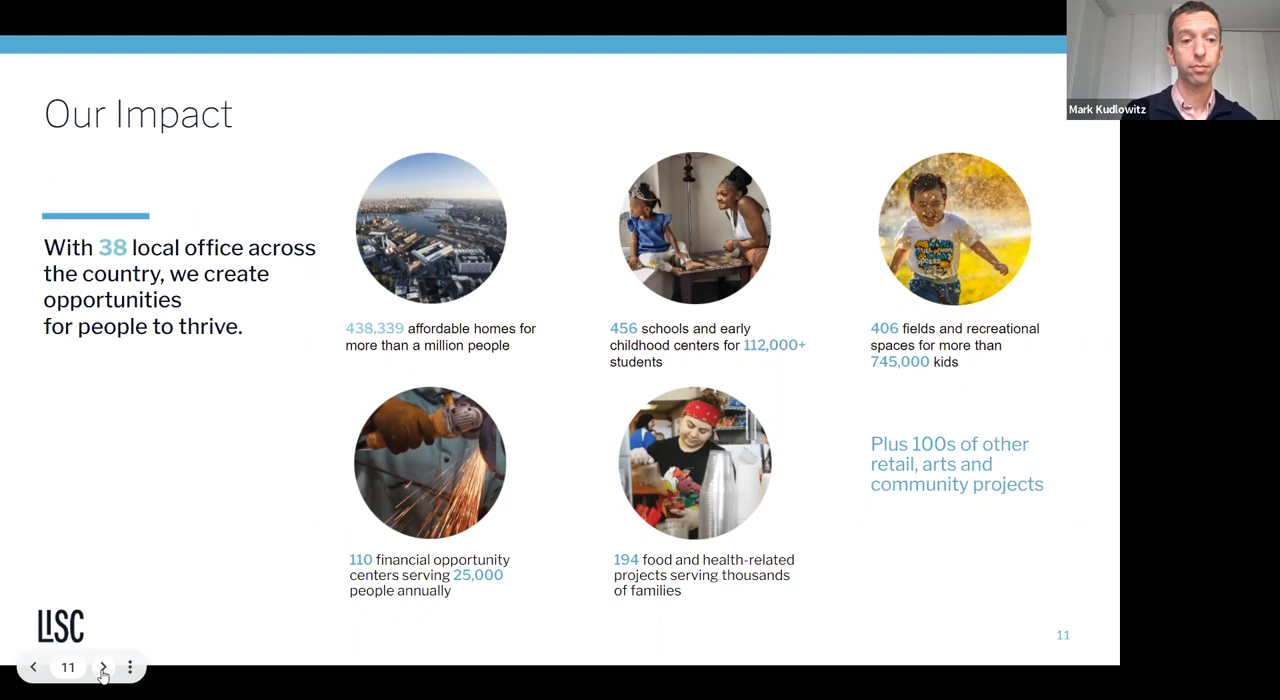 Mark Kudlowitz
Our Impact
With 38 local office across
the country, we create
opportunities
for people to thrive.
438,339 affordable homes for
more than a million people
456 schools and early
childhood centers for 112,000+
students
406 fields and recreational
spaces for more than
745,000 kids
110 financial opportunity
centers serving 25,000
people annually
194 food and health-related
projects serving thousands
of families
Plus 100s of other
retail, arts and
community projects
LISC
11
11